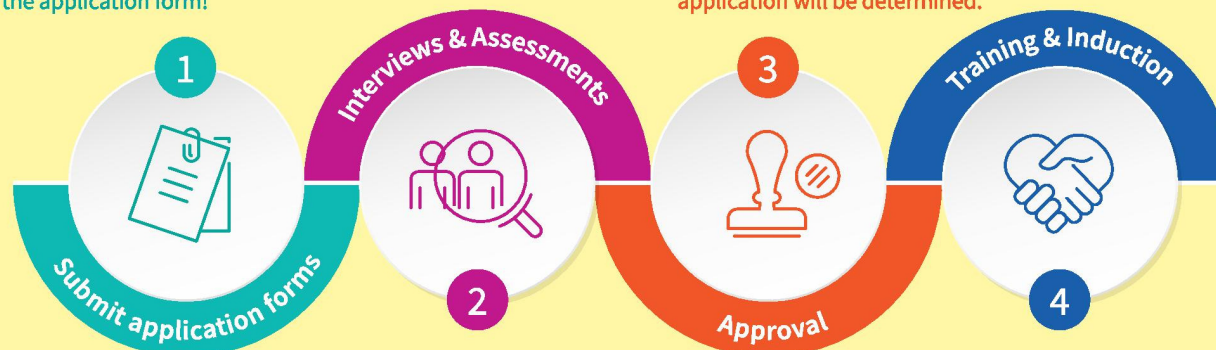 the application form!
application will be determined.
1
Submit application forms
Interviews & Assessments
2
3
Approval
Training & Induction
4